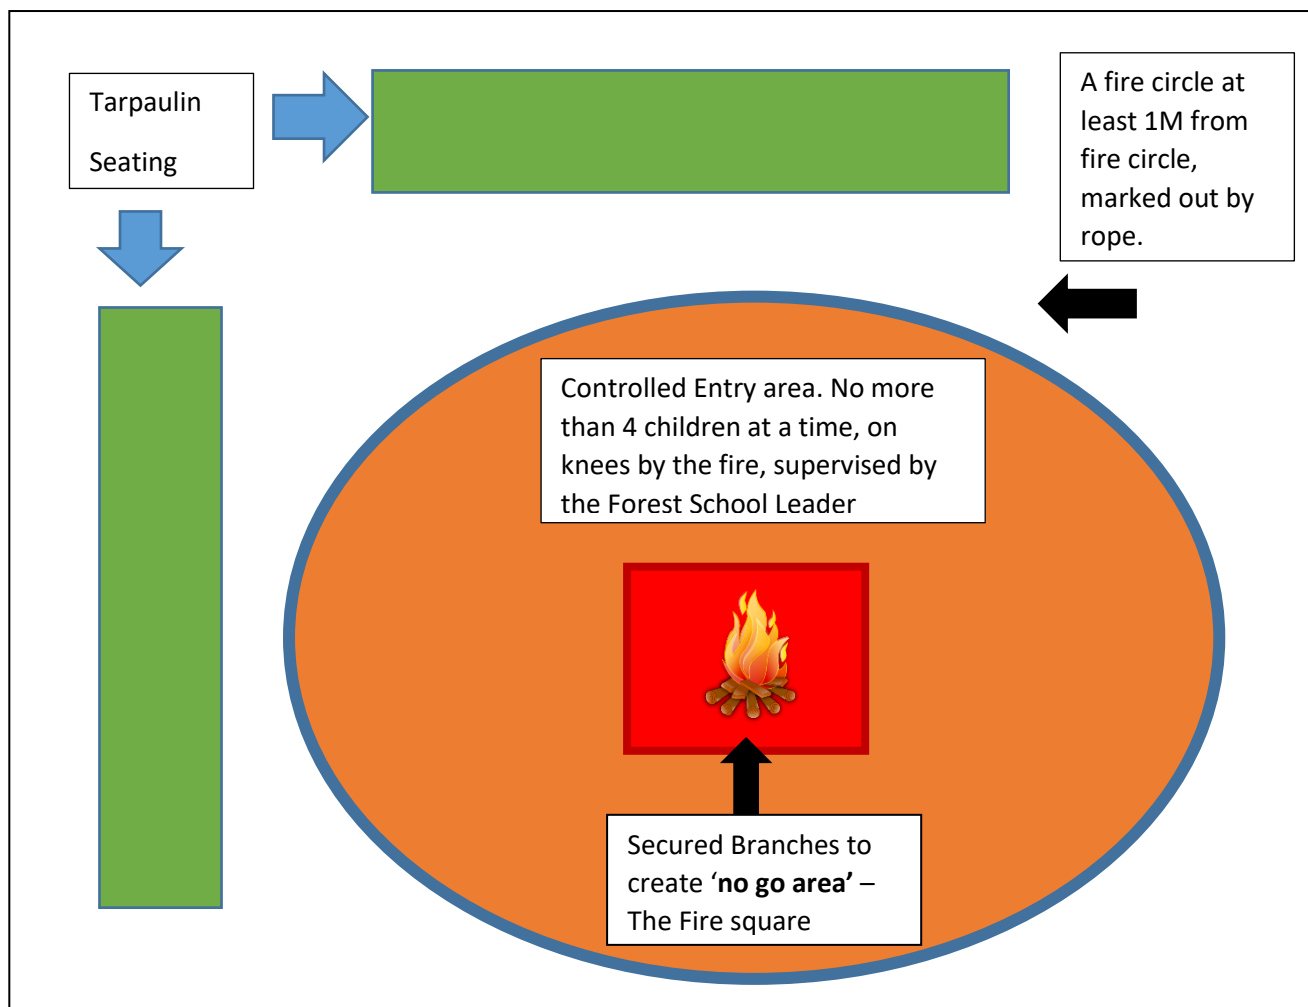 Tarpaulin
Seating
A fire circle at
least 1M from
fire circle,
marked out by
rope.
Controlled Entry area. No more
than 4 children at a time, on
knees by the fire, supervised by
the Forest School Leader
Secured Branches to
create ‘no go area’ –
The Fire square